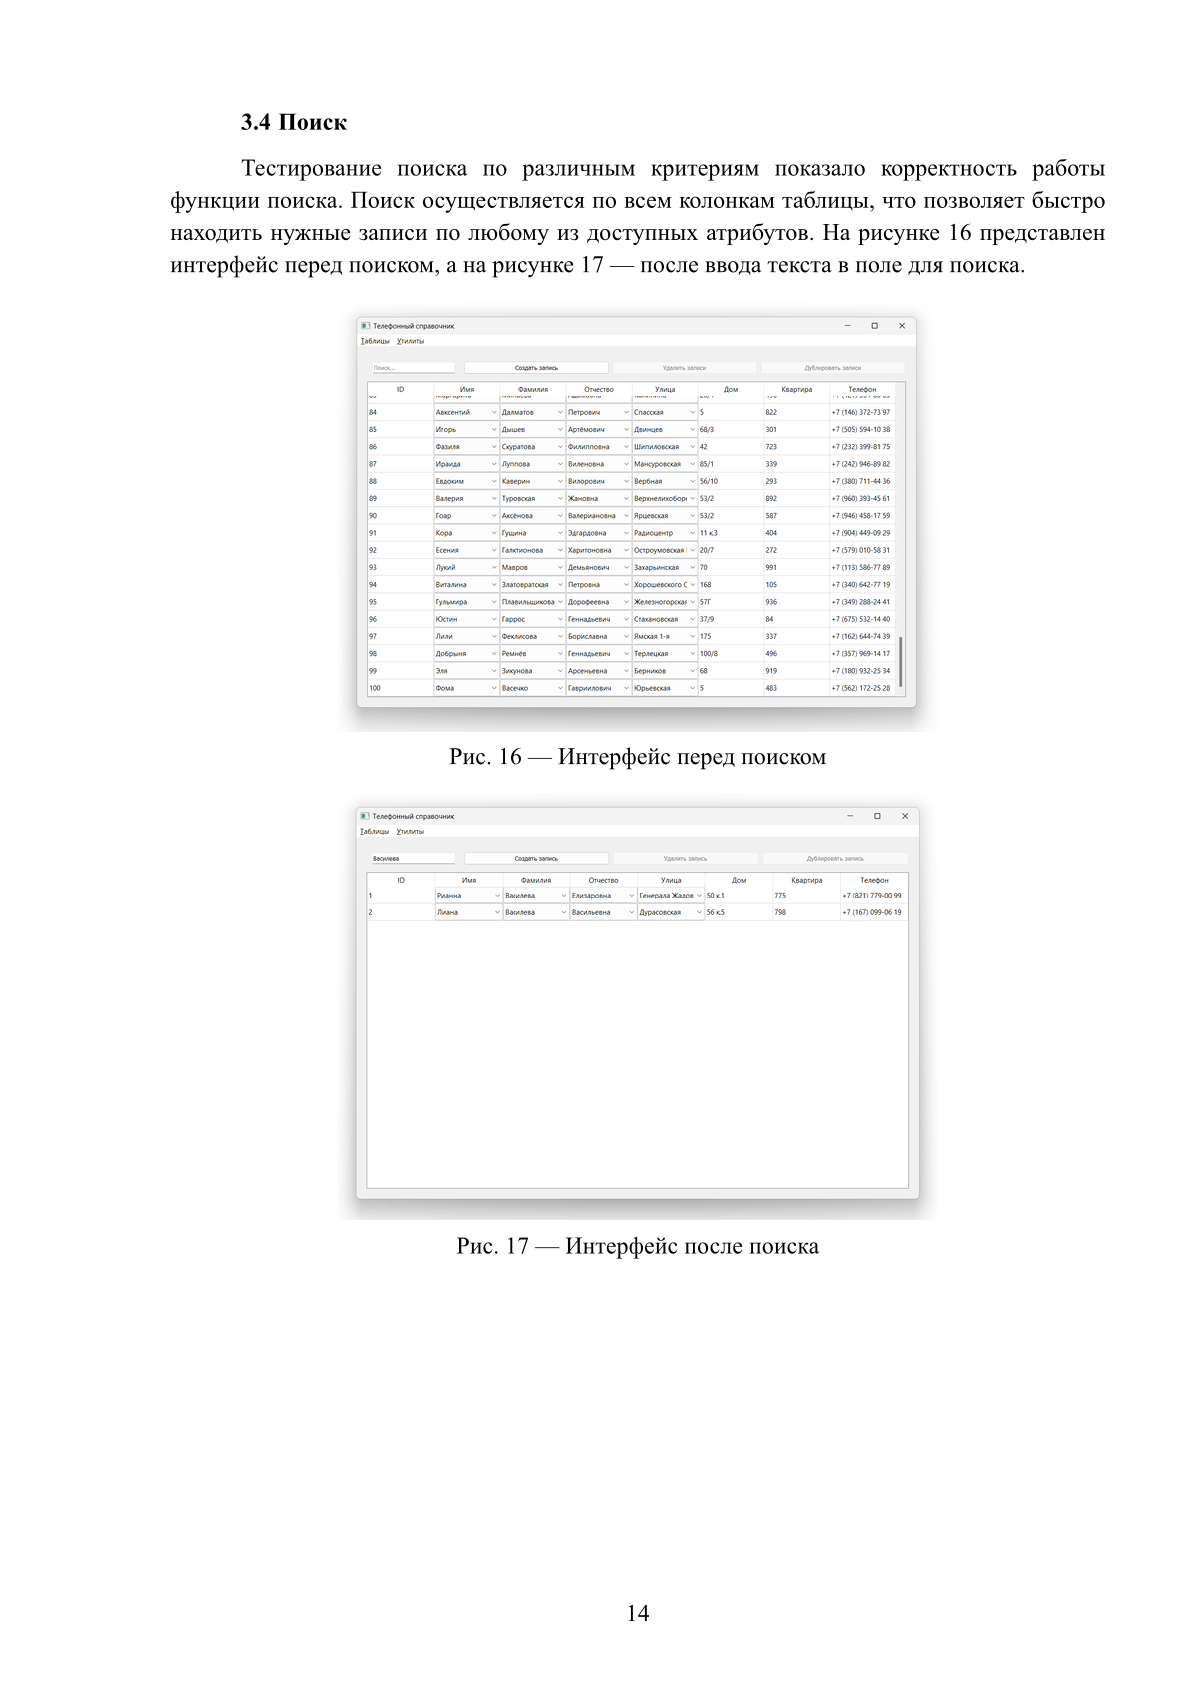 3.4 Поиск
Тестирование поиска по различным критериям показало корректность работы
функции поиска. Поиск осуществляется по всем колонкам таблицы, что позволяет быстро
находить нужные записи по любому из доступных атрибутов. На рисунке 16 представлен
интерфейс перед поиском, а на рисунке 17 — после ввода текста в поле для поиска.
Телефонный справочник
Таблицы Утилиты
Поиск... Создать запись Удалить записи Дублировать записи
ID Имя Фамилия Отчество Улица Дом Квартира Телефон
84 Авксентий Далматов Петрович Спасская 5 822 +7 (146) 372-73 97
85 Игорь Дышев Артёмович Двинцев 68/3 301 +7 (505) 594-10 38
86 Фазиля Скуратова Филипповна Шипиловская 42 723 +7 (232) 399-81 75
87 Ираида Луппова Виленовна Мансуровская 85/1 339 +7 (242) 946-89 82
88 Евдоким Каверин Вилорович Вербная 56/10 293 +7 (380) 711-44 36
89 Валерия Туровская Жановна Верхнелихоборс 53/2 892 +7 (960) 393-45 61
90 Гоар Аксёнова Валериановна Ярцевская 53/2 587 +7 (946) 458-17 59
91 Кора Гущина Эдгардовна Радиоцентр 11 к.3 404 +7 (904) 449-09 29
92 Есения Галктионова Харитоновна Остроумовская 20/7 272 +7 (579) 010-58 31
93 Лукий Мавров Демьянович Захарьинская 70 991 +7 (113) 586-77 89
94 Виталина Златовратская Петровна Хорошевского С 168 105 +7 (340) 642-77 19
95 Гульмира Плавильщикова Дорофеевна Железногорская 57Г 936 +7 (349) 288-24 41
96 Юстин Гаррос Геннадьевич Стахановская 37/9 84 +7 (675) 532-14 40
97 Лили Феклисова Бориславна Ямская 1-я 175 337 +7 (162) 644-74 39
98 Добрыня Ремнёв Геннадьевич Терлецкая 100/8 496 +7 (357) 969-14 17
99 Эля Зикунова Арсеньевна Берников 68 919 +7 (180) 932-25 34
100 Фома Васечко Гавриилович Юрьевская 5 483 +7 (562) 172-25 28
Рис. 16 — Интерфейс перед поиском
Телефонный справочник
Таблицы Утилиты
Василева Создать запись Удалить запись Дублировать запись
ID Имя Фамилия Отчество Улица Дом Квартира Телефон
1 Рианна Василева Елизаровна Генерала Жадов 50 к.1 775 +7 (821) 779-00 99
2 Лиана Василева Васильевна Дурасовская 56 к.5 798 +7 (167) 099-06 19
Рис. 17 — Интерфейс после поиска
14